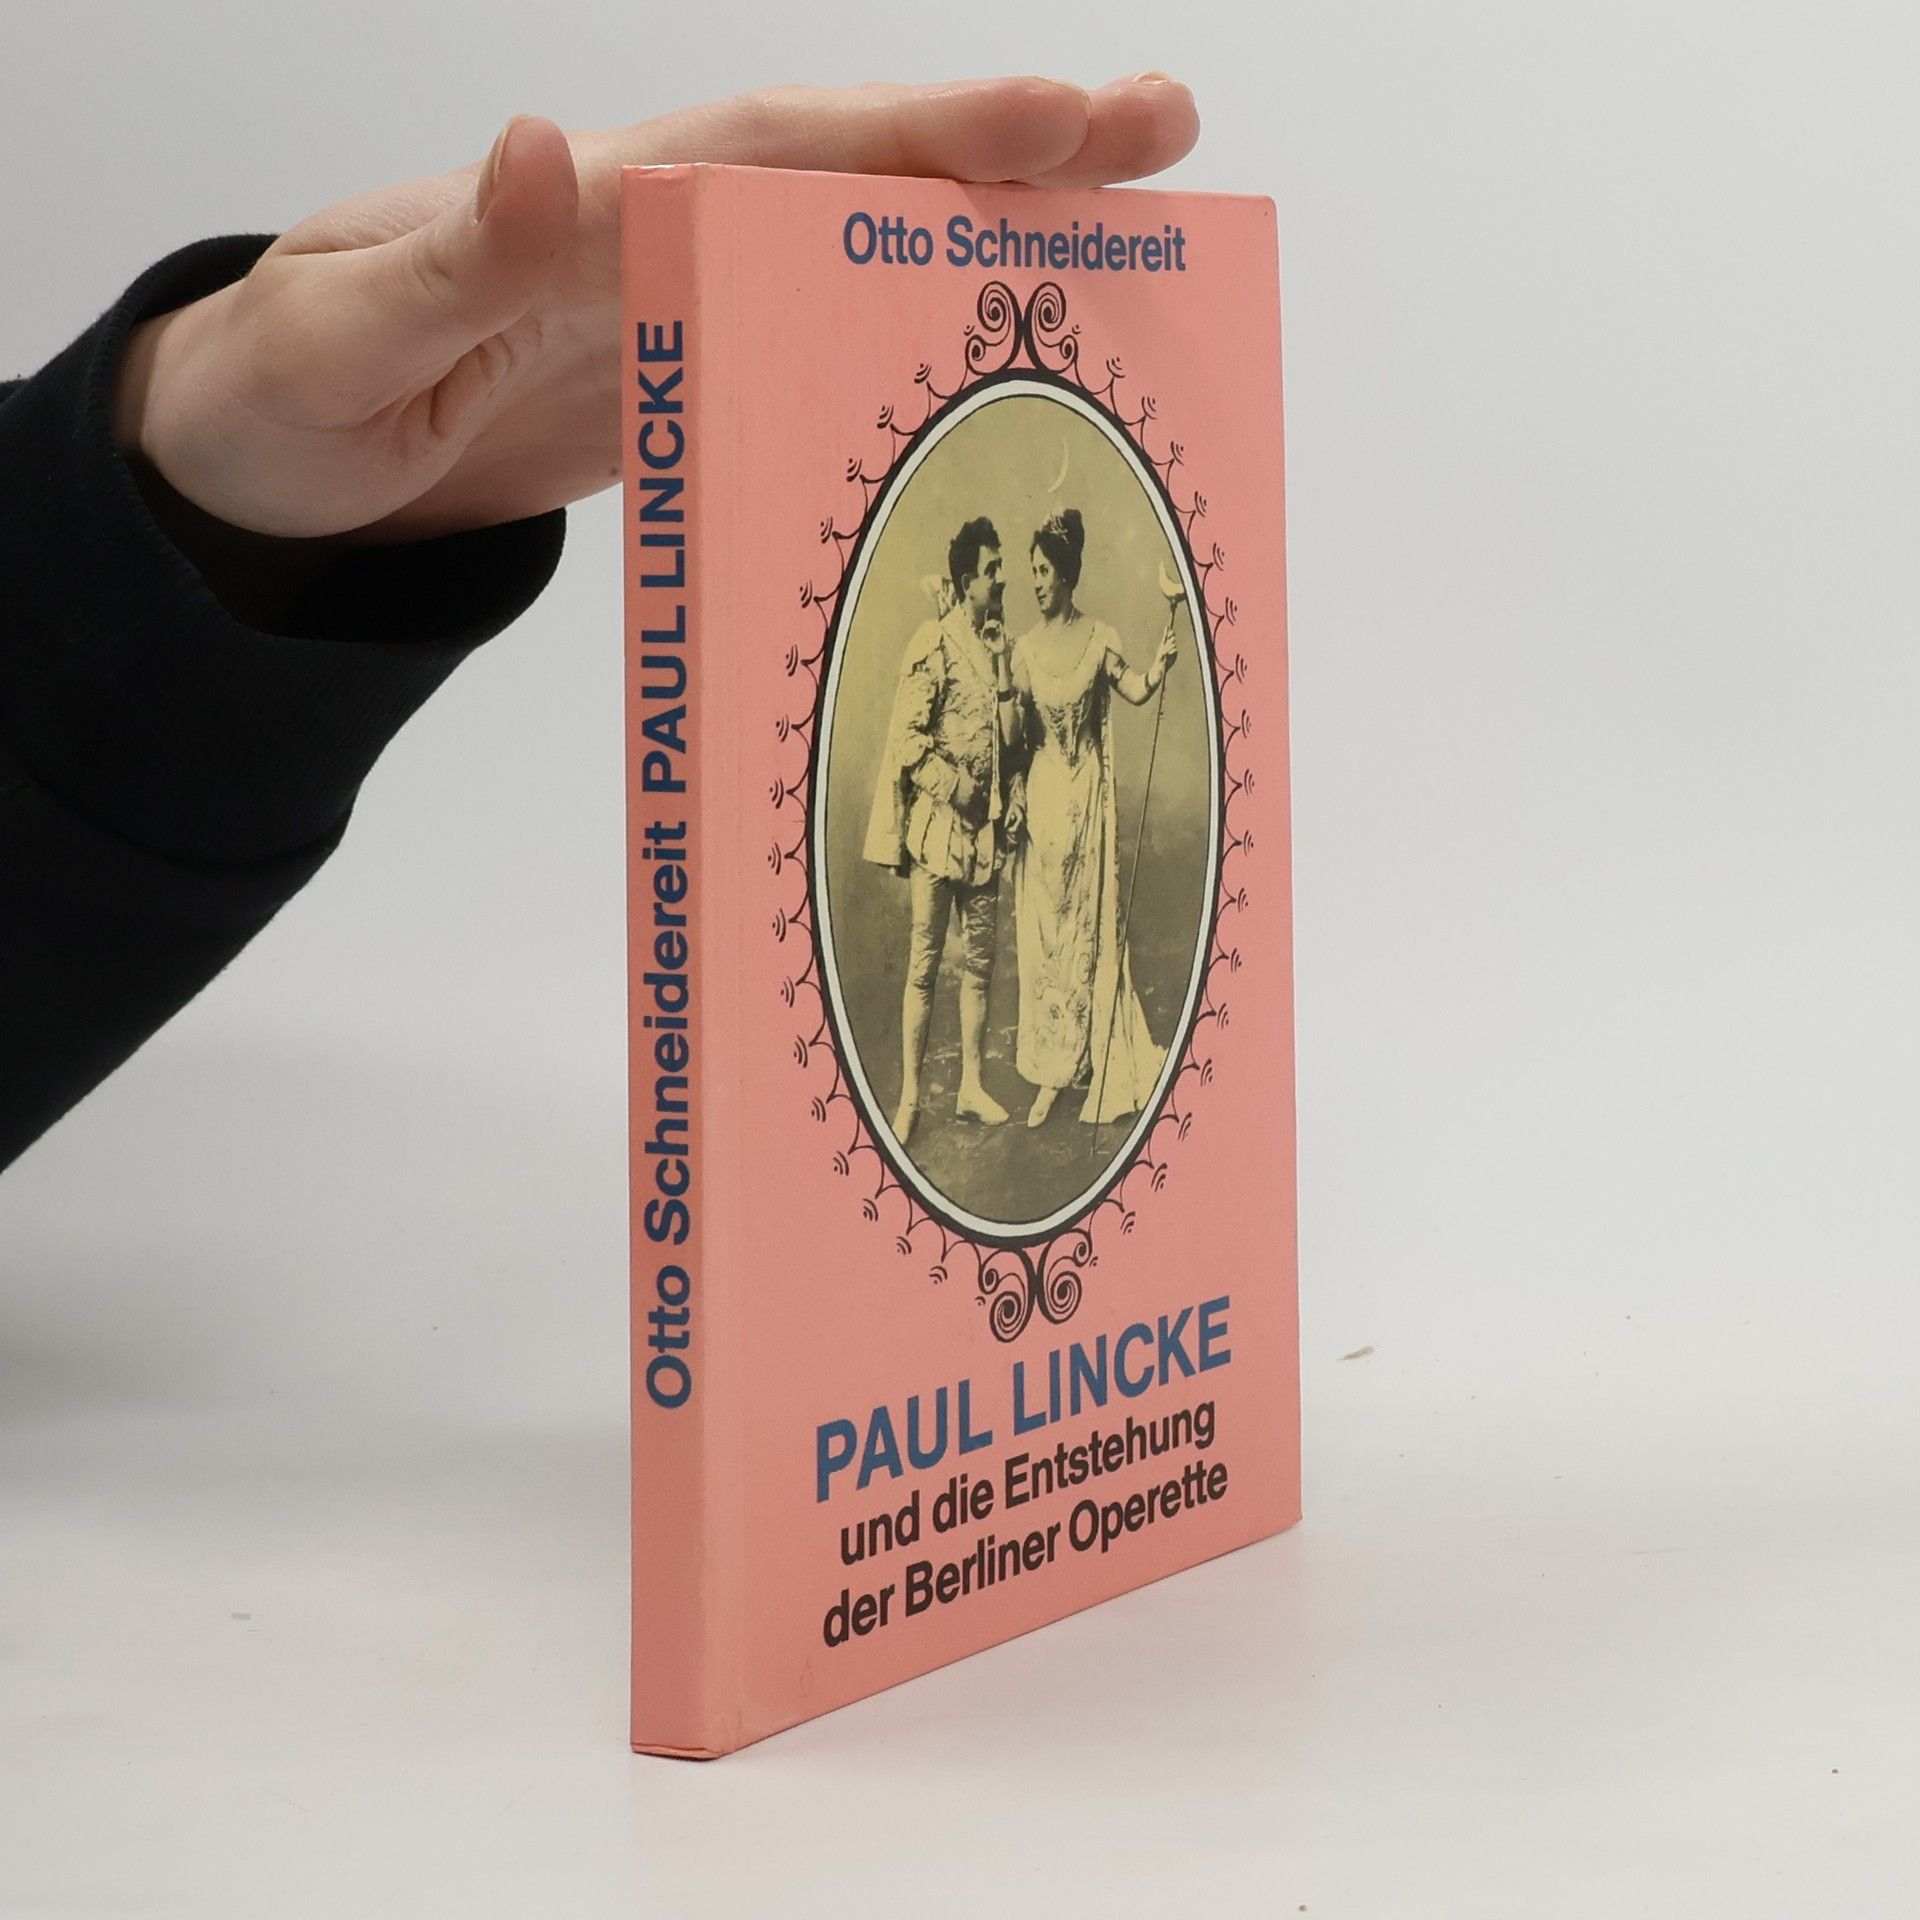 Otto Schneidereit PAUL LINCKE
Otto Schneidereit
PAUL LINCKE
und die Entstehung
der Berliner Operette